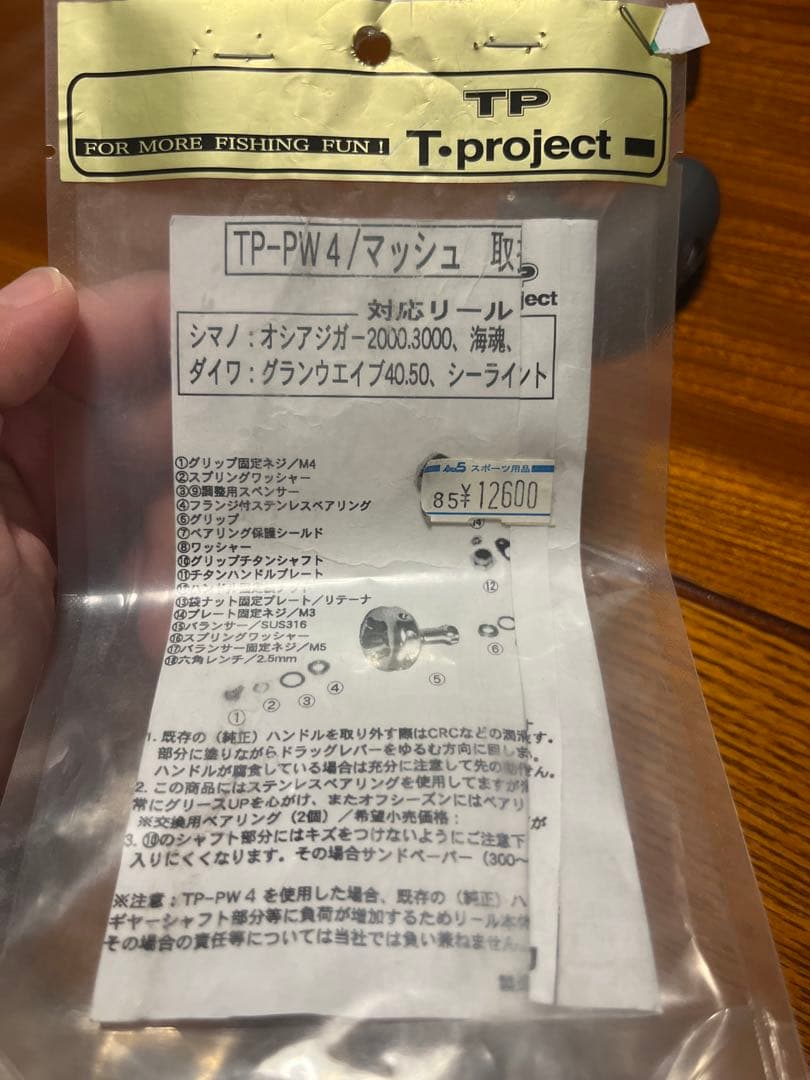 TP
FOR MORE FISHING FUN!
T・project
TP-PW4/マッシュ 取
P
ject
対応リール
シマノ:オシアジガー2000.3000、海魂、
ダイワ:グランウエイブ40.50、シーライント
①グリップ固定ネジ/M4
②スプリングワッシャー
③⑨調整用スペンサー
④フランジ付ステンレスベアリング
⑤グリップ
⑦ベアリング保護シールド
⑧ワッシャー
⑩グリップチタンシャフト
⑪チタンハンドルプレート
⑬袋ナット固定プレート/リテーナ
⑭プレート固定ネジ/M3
⑮バランサー/SUS316
⑯スプリングワッシャー
⑰バランサー固定ネジ/M5
⑱六角レンチ/2.5mm
スポーツ用品
85 ¥12600
⑭
⑫
⑥
⑤
④
③
②
①
1. 既存の(純正)ハンドルを取り外す際はCRCなどの潤滑す。
部分に塗りながらドラッグレバーをゆるむ方向に回しま。
ハンドルが腐食している場合は充分に注意して先の せん。
2. この商品にはステンレスベアリングを使用してますが
常にグリースUPを心がけ、またオフシーズンにはベアリ
※交換用ベアリング(2個)/希望小売価格: が
3. ⑩のシャフト部分にはキズをつけないようにご注意下
入りにくくなります。その場合サンドペーパー(300~
※注意:TP-PW4を使用した場合、既存の(純正)ハ
ギヤーシャフト部分等に負荷が増加するためリール本体
その場合の責任等については当社では負い兼ねません